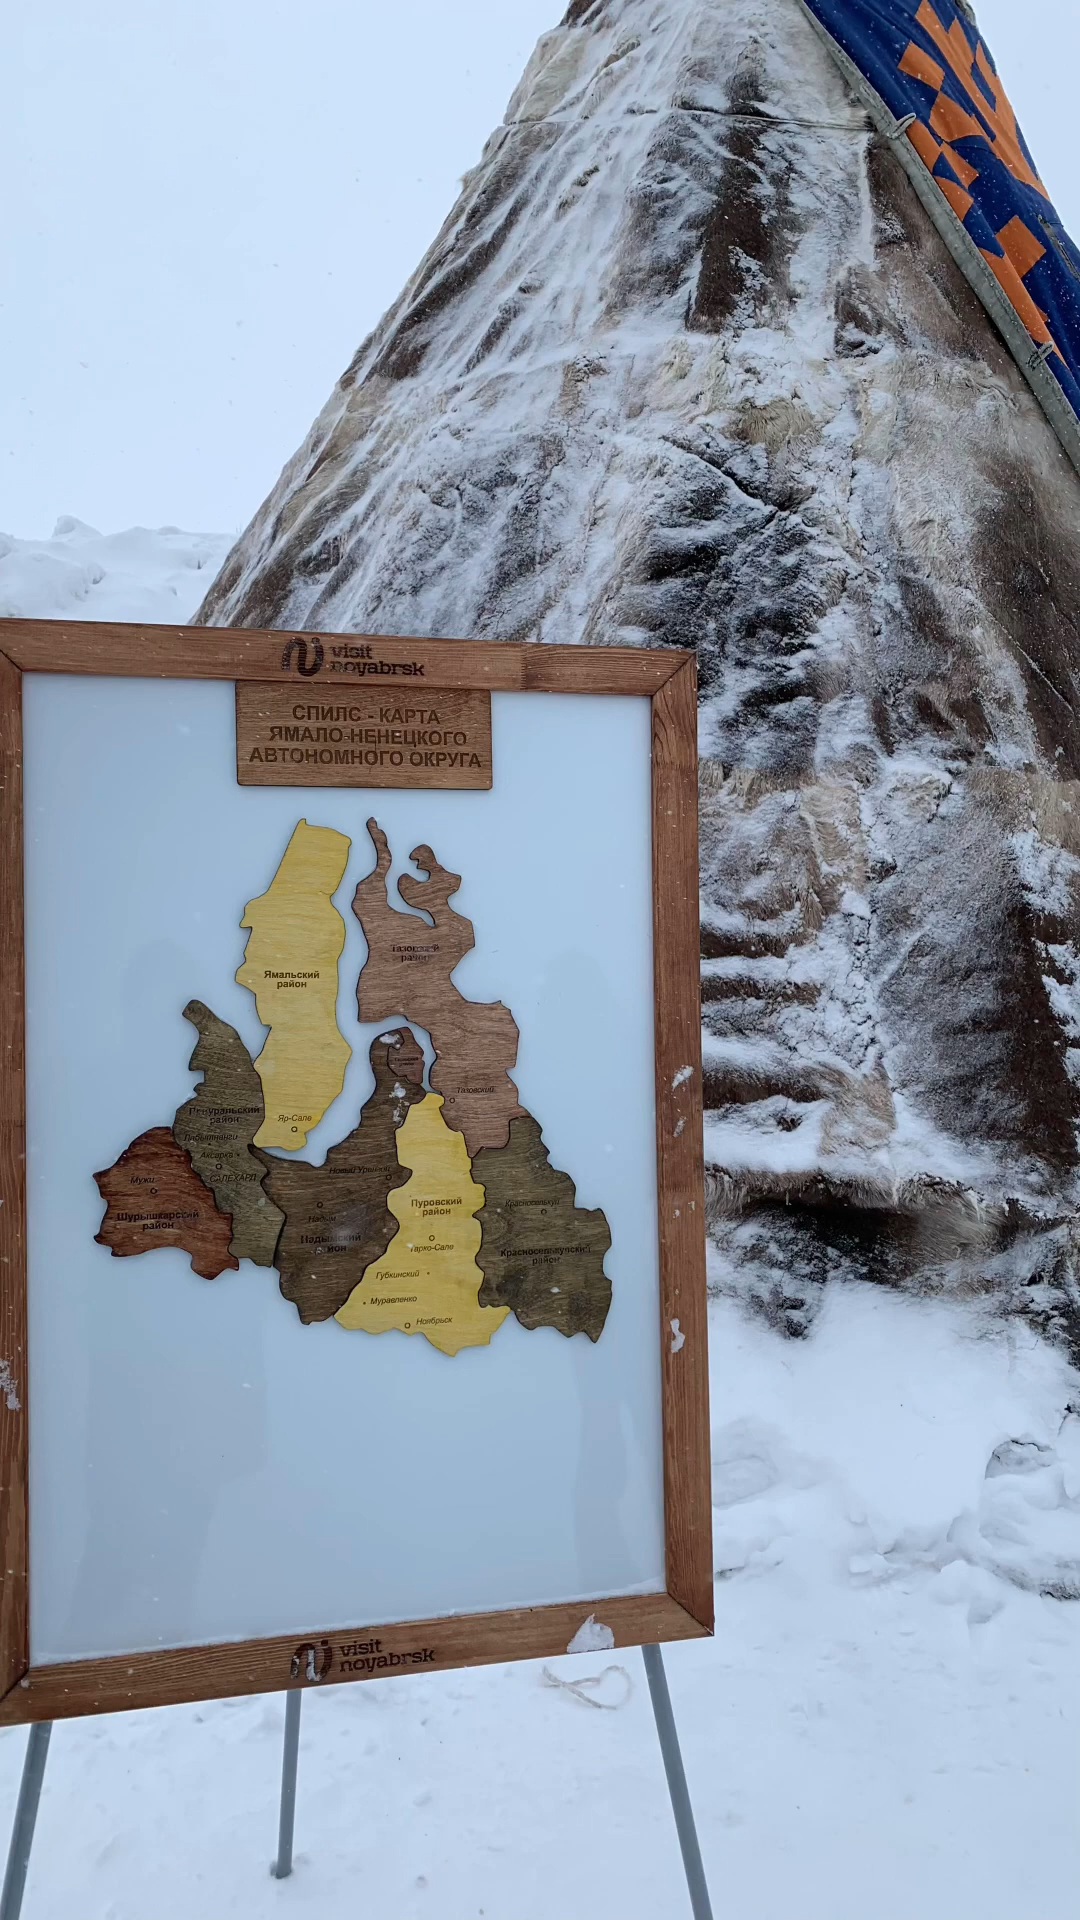 visit
noyabrsk
СПИЛС - КАРТА
ЯМАЛО-НЕНЕЦКОГО
АВТОНОМНОГО ОКРУГА
Ямальский
район
Тазовский
район
Тазовский
Яр-Сале
Приуральский
район
Лабытнанги
Аксарка
САЛЕХАРД
Мужи
Шурышкарский
район
Новый Уренгой
Надым
Надымский
район
Пуровский
район
Тарко-Сале
Губкинский
Муравленко
Ноябрьск
Красноселькуп
Красноселькупский
район
visit
noyabrsk